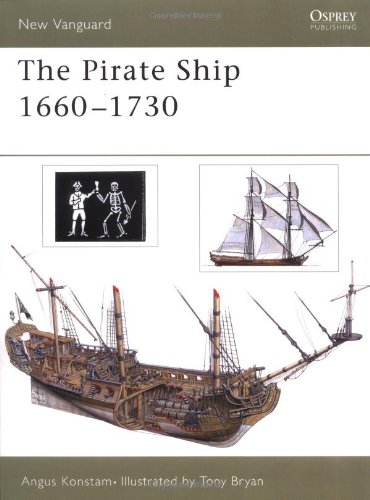 New Vanguard
OSPREY
PUBLISHING
The Pirate Ship
1660–1730
Angus Konstam · Illustrated by Tony Bryan